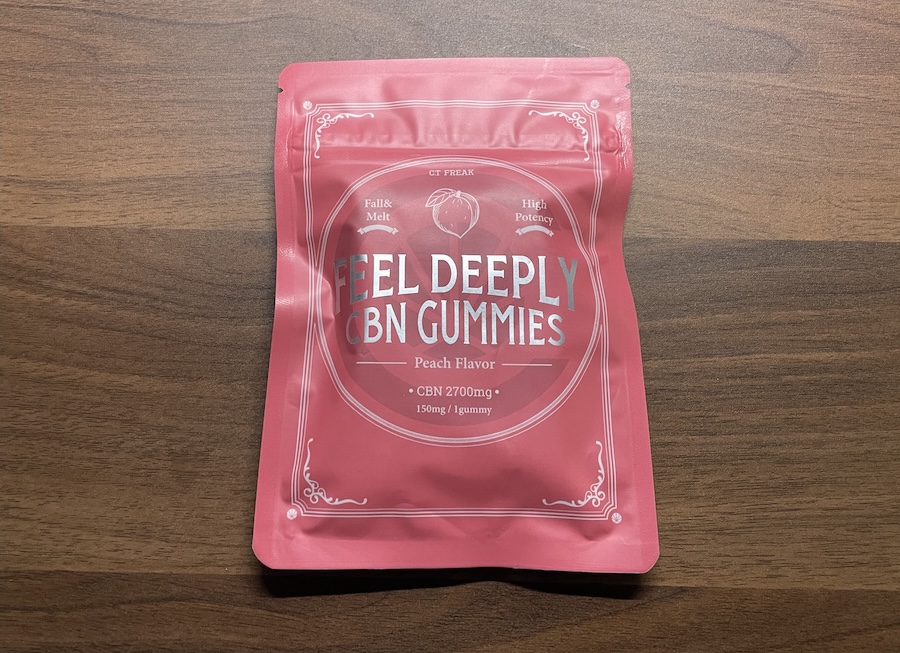 CT FREAK
Fall&
Melt
High
Potency
FEEL DEEPLY
CBN GUMMIES
Peach Flavor
• CBN 2700mg •
150mg / 1gummy